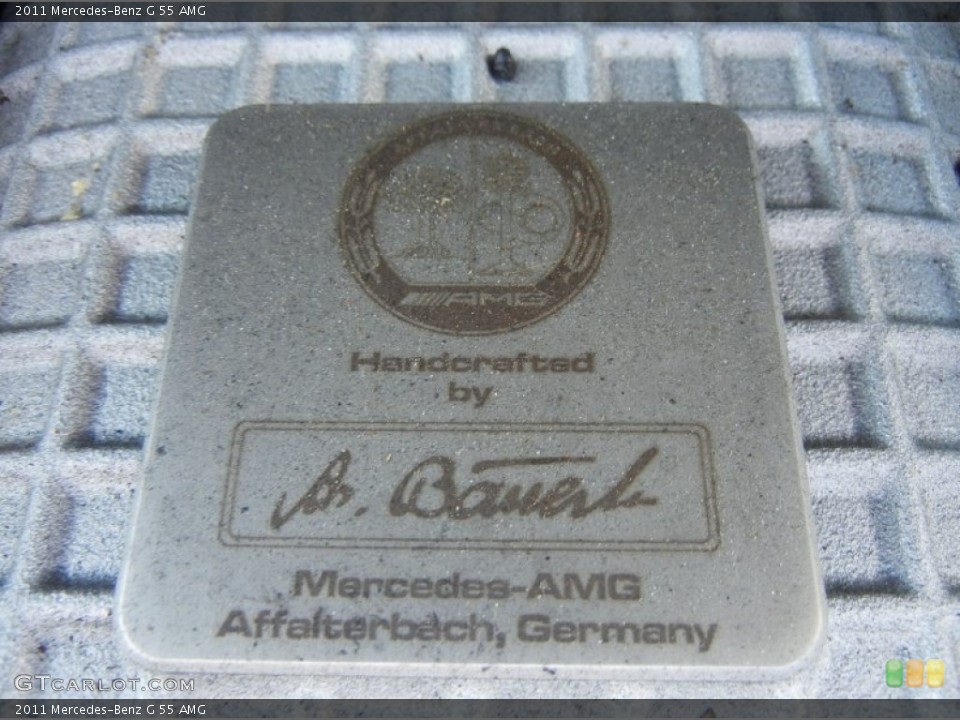 2011 Mercedes-Benz G 55 AMG
AMG
Handcrafted
by
Mercedes-AMG
Affalterbach, Germany
GTcarlot.com
2011 Mercedes-Benz G 55 AMG